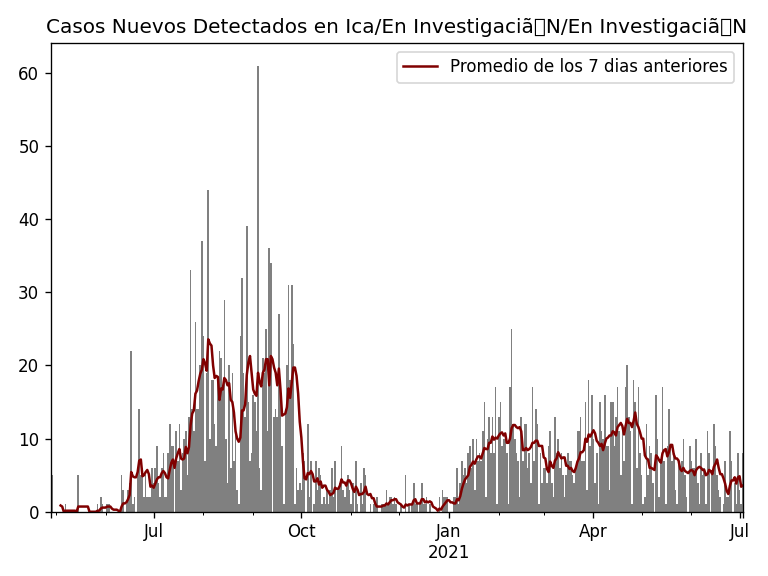 Casos Nuevos Detectados en Ica/En Investigaciã▯N/En Investigaciã▯N
Promedio de los 7 dias anteriores
60
50
40
30
20
10
0
Jul Oct Jan Apr Jul
2021